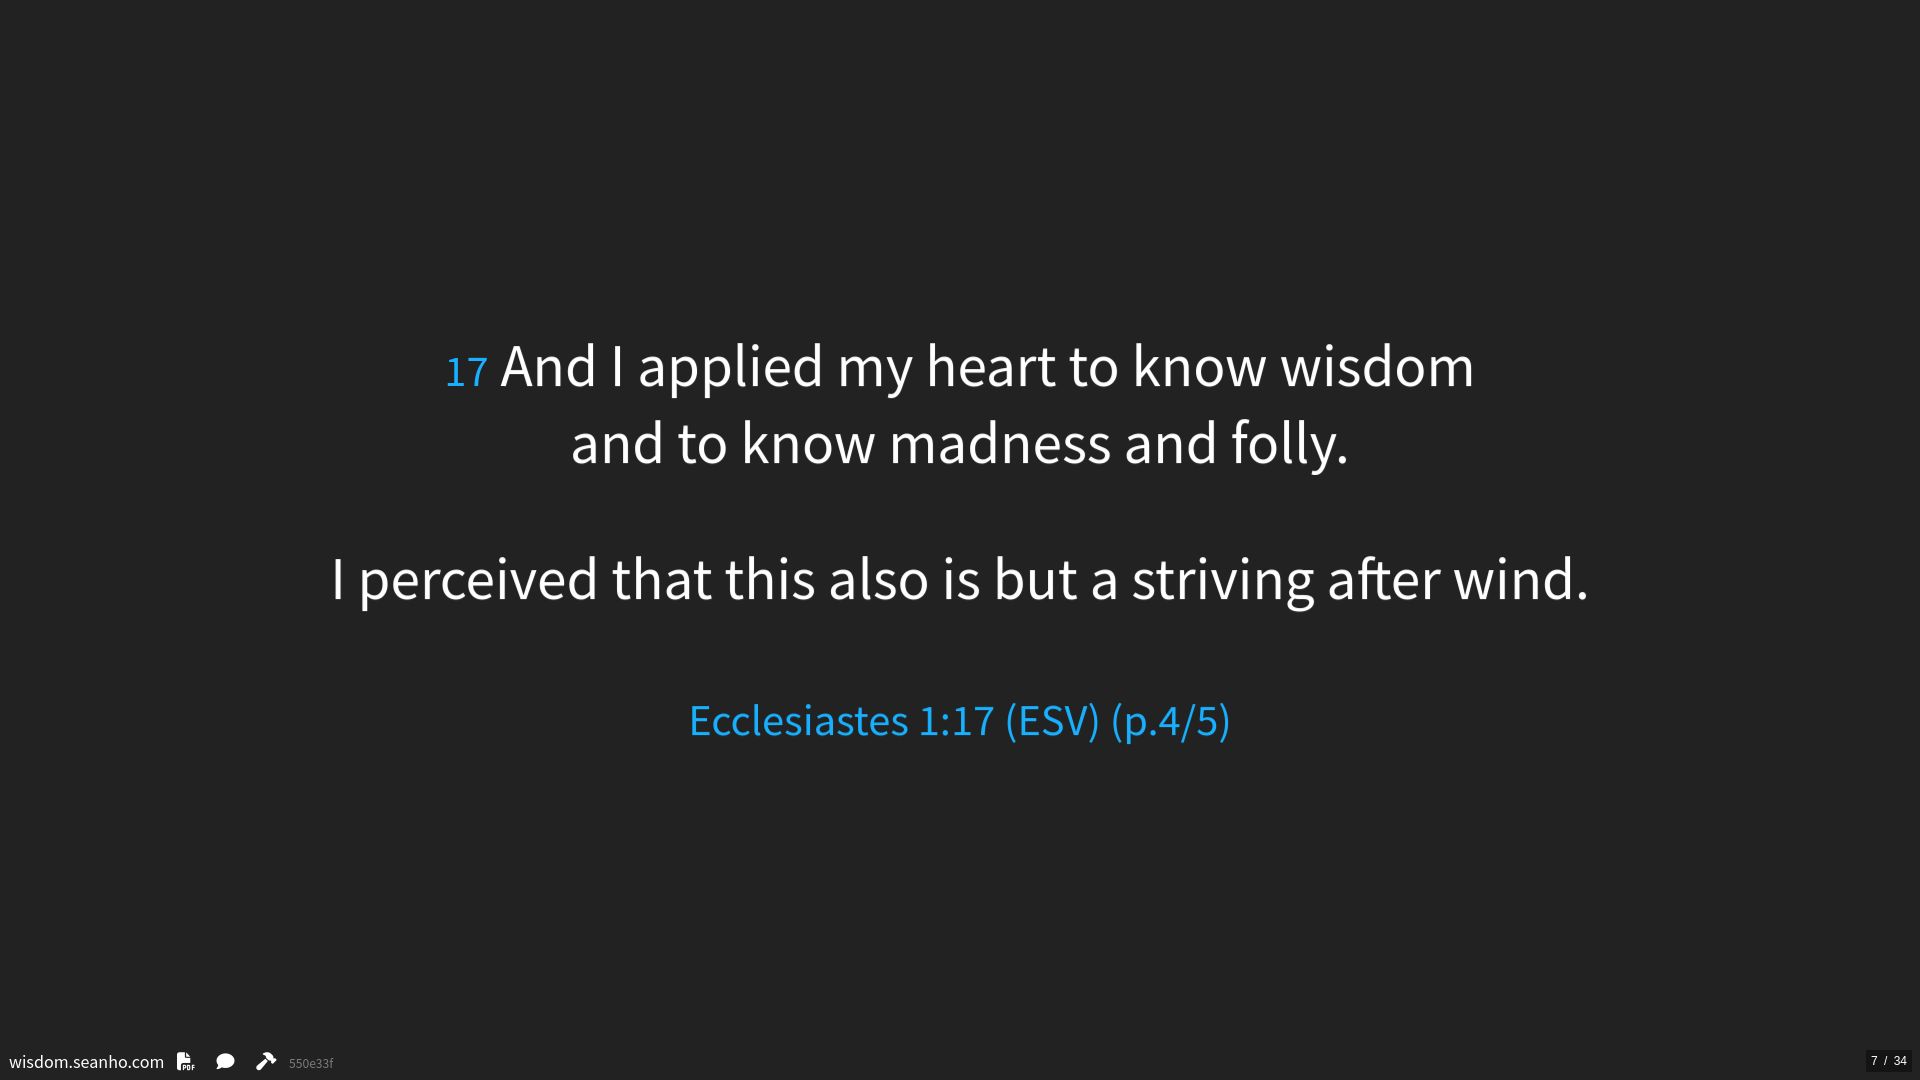 17 And I applied my heart to know wisdom
and to know madness and folly.
I perceived that this also is but a striving after wind.
Ecclesiastes 1:17 (ESV) (p.4/5)
wisdom.seanho.com PDF 550e33f
7 / 34